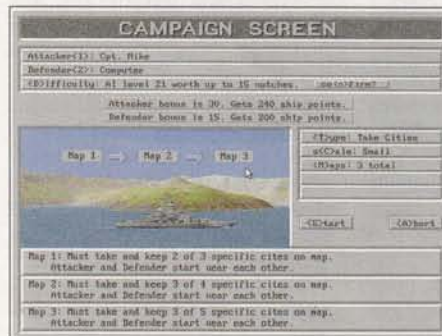 CAMPAIGN SCREEN
Attacker(1): Cpt. Mike
Defender(2): Computer
<D>ifficulty: AI level 21 worth up to 15 notches.
Attacker bonus is 30. Gets 240 ship points.
Defender bonus is 15. Gets 200 ship points.
Map 1 Map 2 Map 3
<T>ype: Take Cities
s<C>ale: Small
<M>aps: 3 total
<S>tart <A>bort
Map 1: Must take and keep 2 of 3 specific cites on map.
Attacker and Defender start near each other.
Map 2: Must take and keep 3 of 4 specific cites on map.
Attacker and Defender start near each other.
Map 3: Must take and keep 3 of 5 specific cites on map.
Attacker and Defender start near each other.